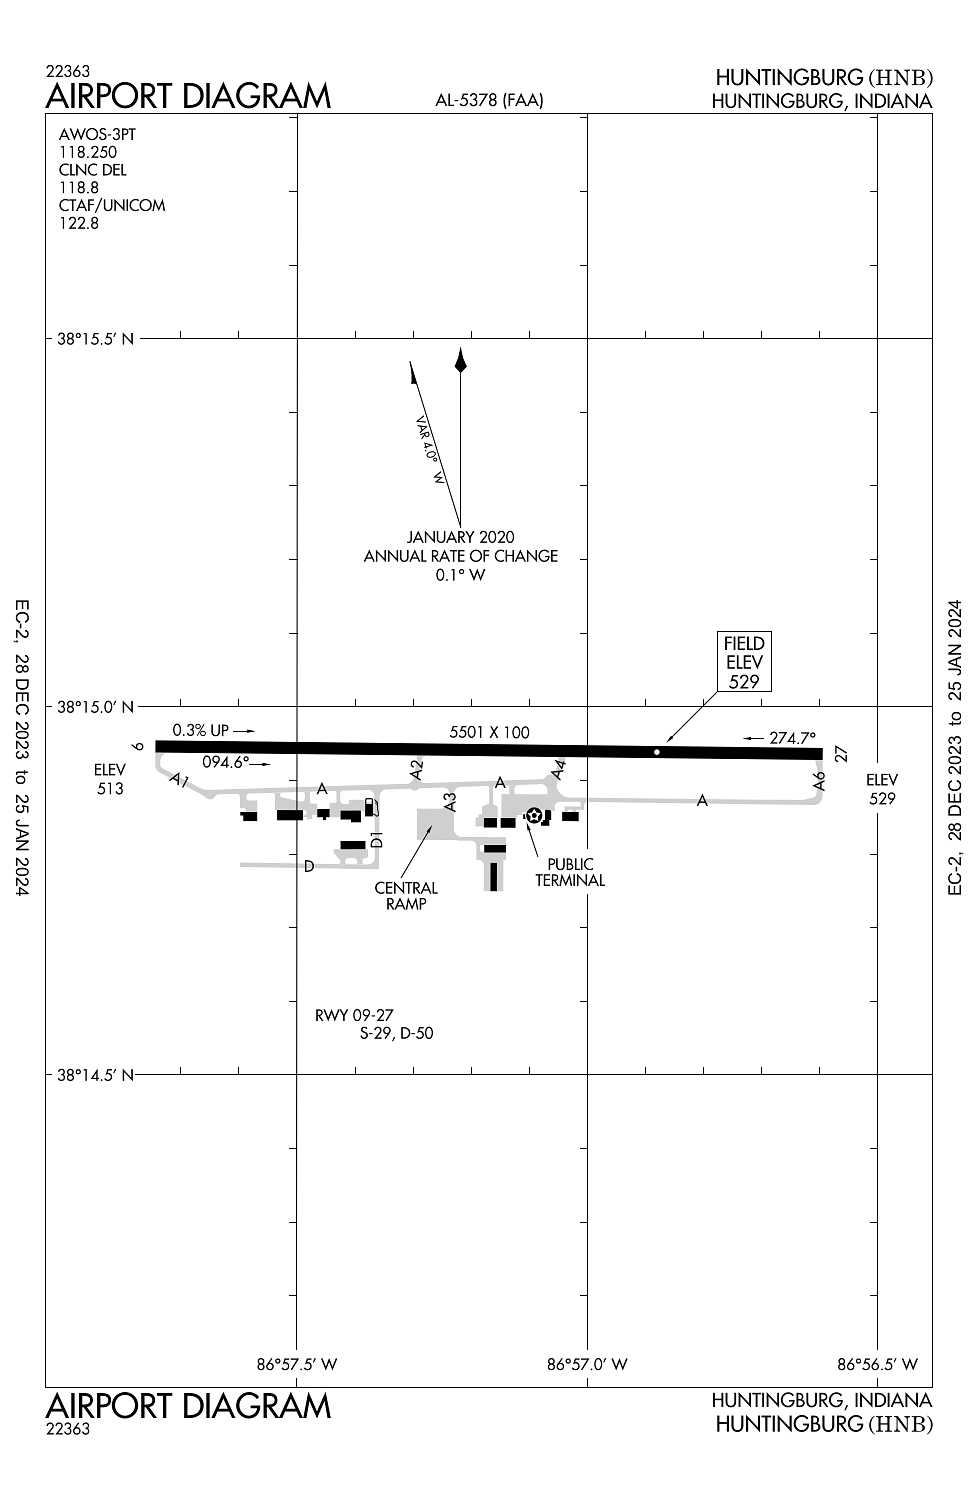 22363
AIRPORT DIAGRAM
AL-5378 (FAA)
HUNTINGBURG (HNB)
HUNTINGBURG, INDIANA
AWOS-3PT
118.250
CLNC DEL
118.8
CTAF/UNICOM
122.8
38°15.5' N
VAR 4.0° W
JANUARY 2020
ANNUAL RATE OF CHANGE
0.1° W
EC-2, 28 DEC 2023 to 25 JAN 2024
EC-2, 28 DEC 2023 to 25 JAN 2024
FIELD
ELEV
529
38°15.0' N
0.3% UP
5501 X 100
274.7°
9
27
094.6°
ELEV
513
A1
A2
A4
A6
ELEV
529
A
A
A3
A
D1
D
CENTRAL
RAMP
PUBLIC
TERMINAL
RWY 09-27
S-29, D-50
38°14.5' N
86°57.5' W
86°57.0' W
86°56.5' W
AIRPORT DIAGRAM
22363
HUNTINGBURG, INDIANA
HUNTINGBURG (HNB)